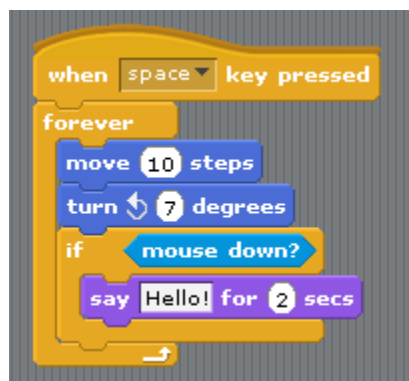 when space key pressed
forever
move 10 steps
turn 7 degrees
if mouse down?
say Hello! for 2 secs